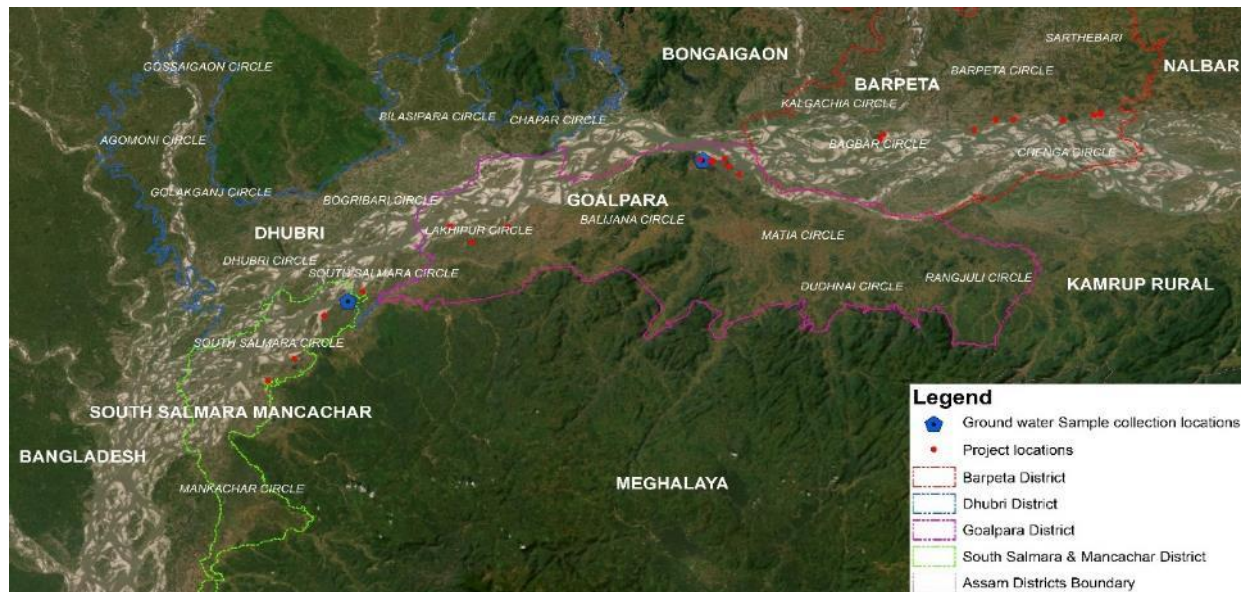 SARTHEBARI
BONGAIGAON
NALBAR
GOSSAIGAON CIRCLE
BARPETA CIRCLE
BARPETA
KALGACHIA CIRCLE
BILASIPARA CIRCLE
CHAPAR CIRCLE
AGOMONI CIRCLE
BAGBAR CIRCLE
CHENGA CIRCLE
GOLAKGANJ CIRCLE
BOGRIBARI CIRCLE
GOALPARA
BALIJANA CIRCLE
DHUBRI
LAKHIPUR CIRCLE
MATIA CIRCLE
DHUBRI CIRCLE
SOUTH SALMARA CIRCLE
RANGJULI CIRCLE
DUDHNAI CIRCLE
KAMRUP RURAL
SOUTH SALMARA CIRCLE
SOUTH SALMARA MANCACHAR
BANGLADESH
MANKACHAR CIRCLE
MEGHALAYA
Legend
Ground water Sample collection locations
Project locations
Barpeta District
Dhubri District
Goalpara District
South Salmara & Mancachar District
Assam Districts Boundary